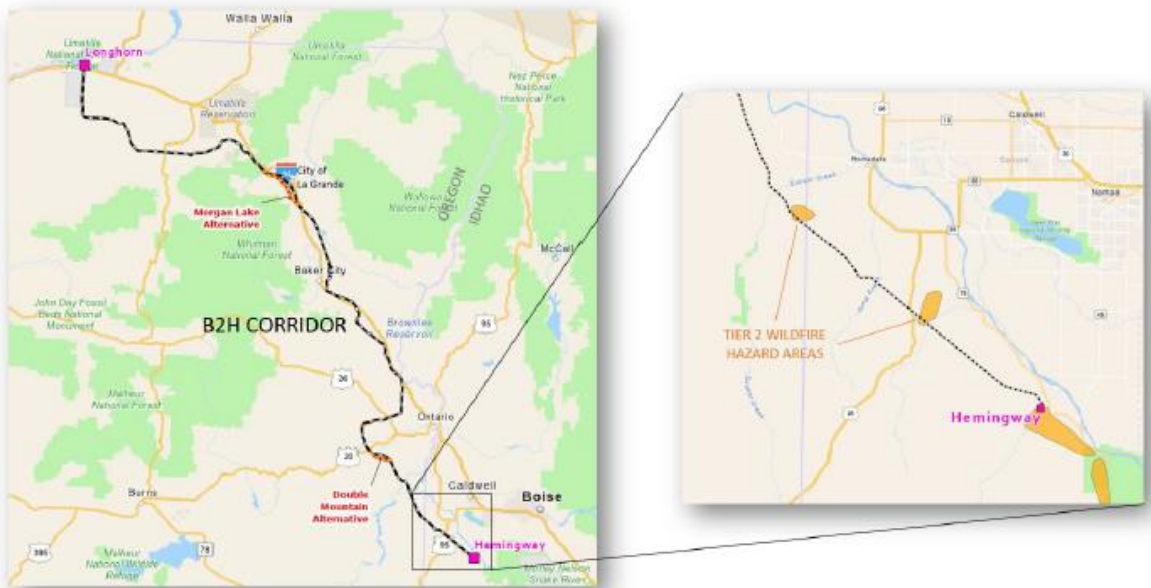 Walla Walla
Umatilla
National
Longhorn
Umatilla
National Forest
Nez Perce
National
Historical Park
Umatilla
Reservation
City of
La Grande
OREGON
IDHAO
Morgan Lake
Alternative
Wallowa
National Forest
Whitman
National Forest
McCall
Baker City
John Day Fossil
Beds National
Monument
B2H CORRIDOR
Brownlee
Reservoir
95
26
Malheur
National Forest
Ontario
20
Double
Mountain
Alternative
Caldwell
Boise
Burns
95
Hemingway
395
Malheur
National Wildlife
Refuge
78
Snake River
95
Caldwell
Homedale
Nampa
TIER 2 WILDFIRE
HAZARD AREAS
Hemingway